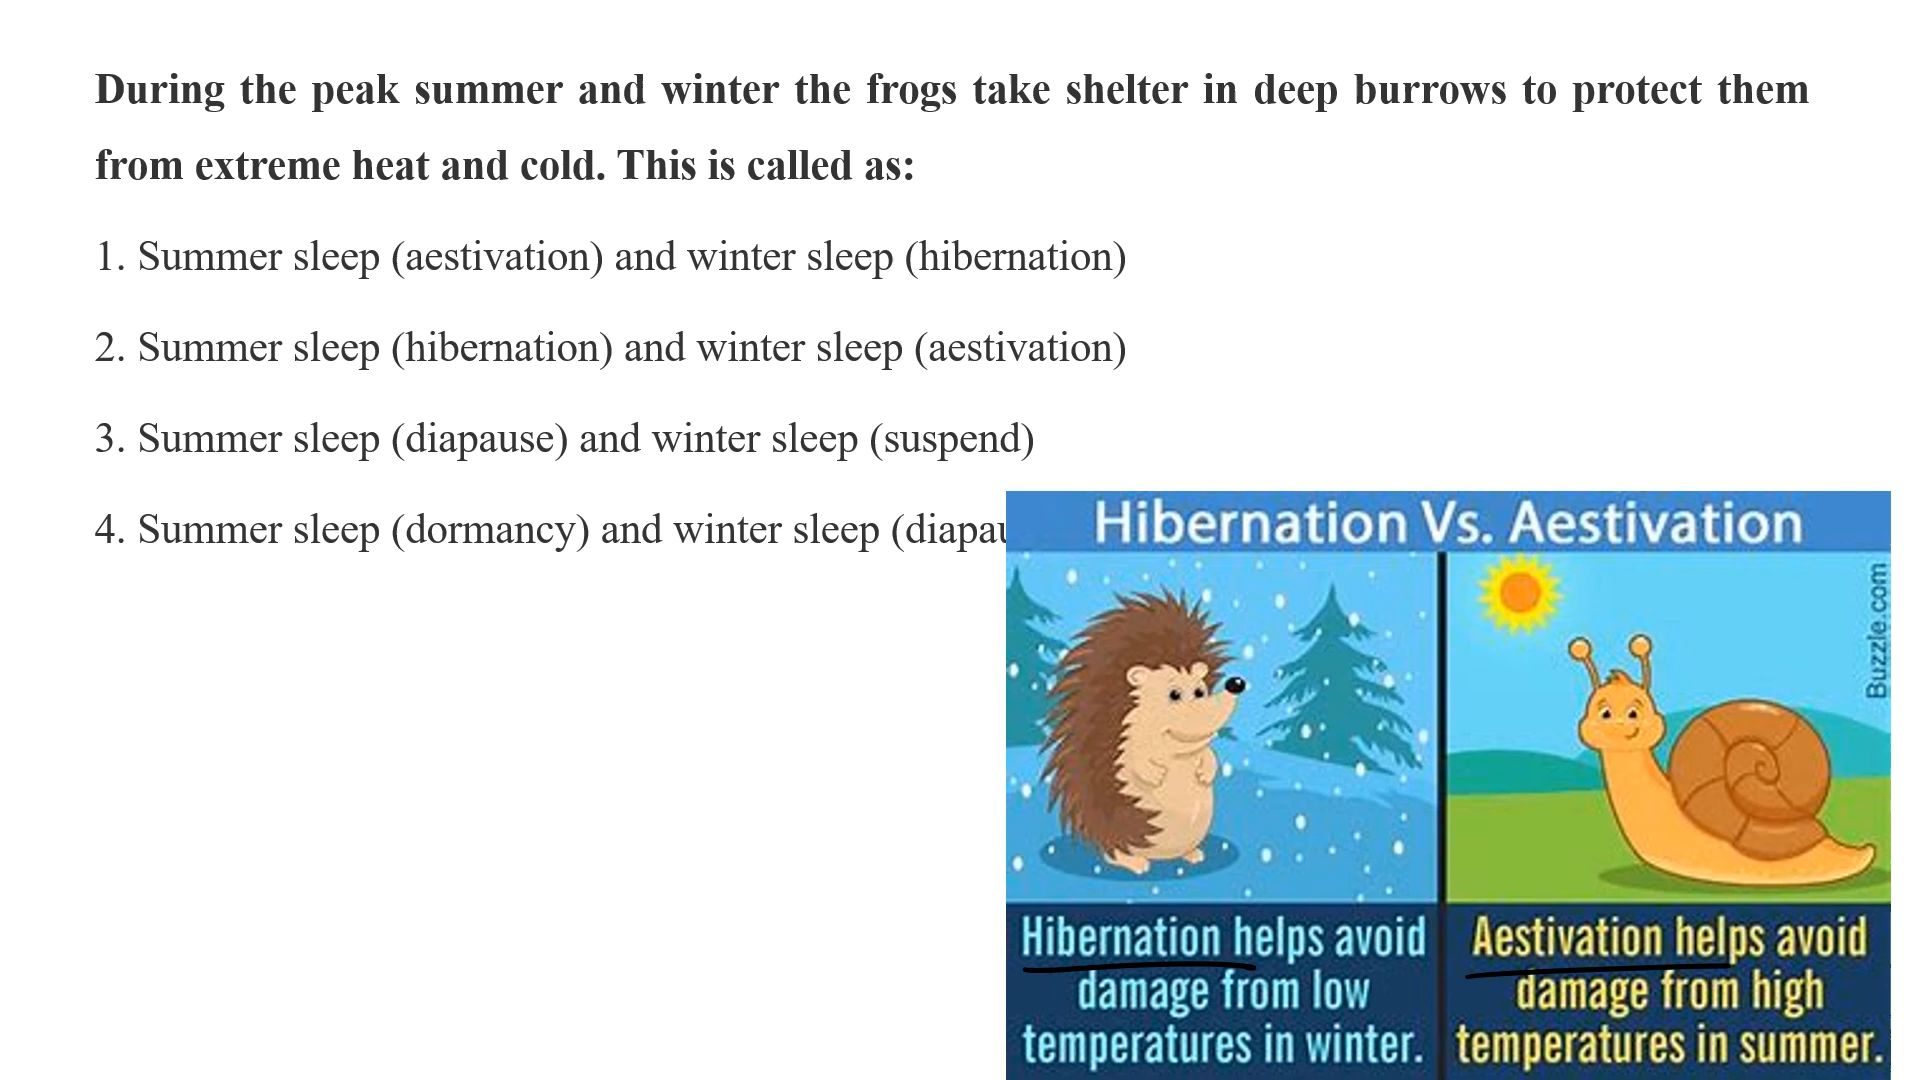 During the peak summer and winter the frogs take shelter in deep burrows to protect them
from extreme heat and cold. This is called as:
1. Summer sleep (aestivation) and winter sleep (hibernation)
2. Summer sleep (hibernation) and winter sleep (aestivation)
3. Summer sleep (diapause) and winter sleep (suspend)
4. Summer sleep (dormancy) and winter sleep
Hibernation Vs. Aestivation
Buzzle.com
Hibernation helps avoid
damage from low
temperatures in winter.
Aestivation helps avoid
damage from high
temperatures in summer.